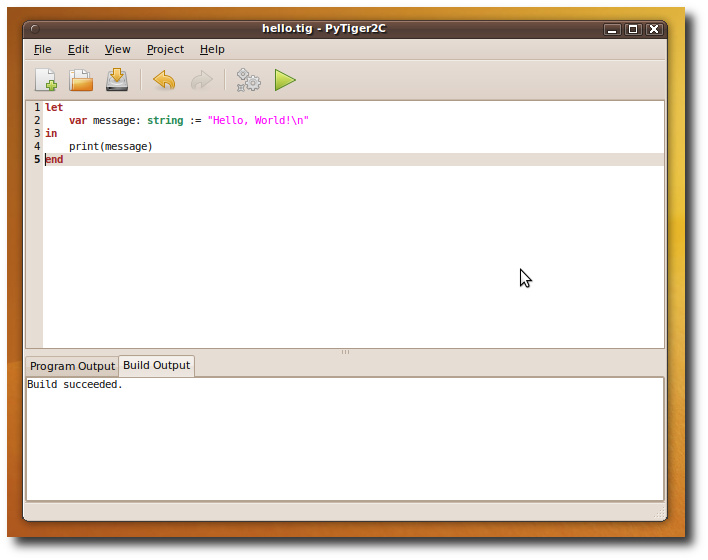 hello.tig - PyTiger2C
File Edit View Project Help
1 let
2     var message: string := "Hello, World!\n"
3 in
4     print(message)
5 end
Program Output Build Output
Build succeeded.